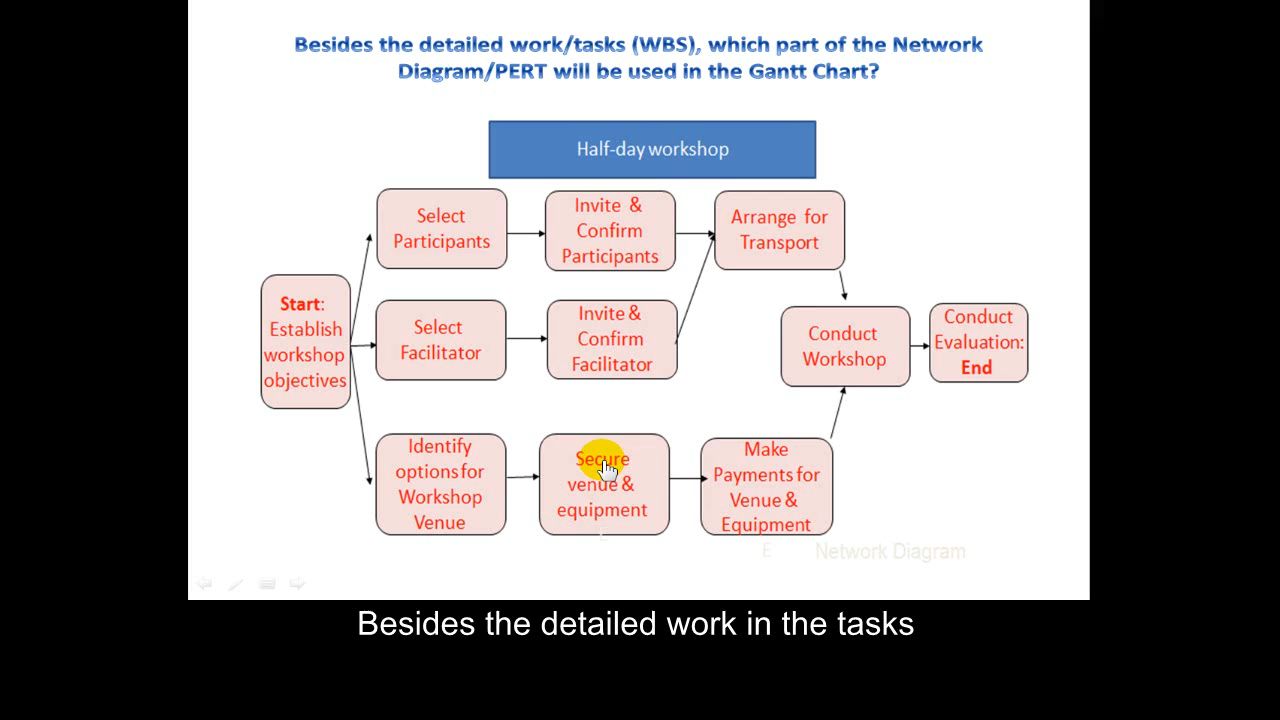 Besides the detailed work/tasks (WBS), which part of the Network
Diagram/PERT will be used in the Gantt Chart?
Half-day workshop
Select
Participants
Invite &
Confirm
Participants
Arrange for
Transport
Start:
Establish
workshop
objectives
Select
Facilitator
Invite &
Confirm
Facilitator
Conduct
Workshop
Conduct
Evaluation:
End
Identify
options for
Workshop
Venue
Secure
venue &
equipment
Make
Payments for
Venue &
Equipment
E
Network Diagram
Besides the detailed work in the tasks